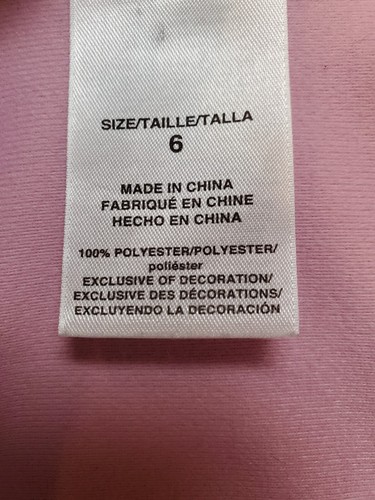 SIZE/TAILLE/TALLA
6
MADE IN CHINA
FABRIQUÉ EN CHINE
HECHO EN CHINA
100% POLYESTER/POLYESTER/
poliéster
EXCLUSIVE OF DECORATION/
EXCLUSIVE DES DÉCORATIONS/
EXCLUYENDO LA DECORACIÓN